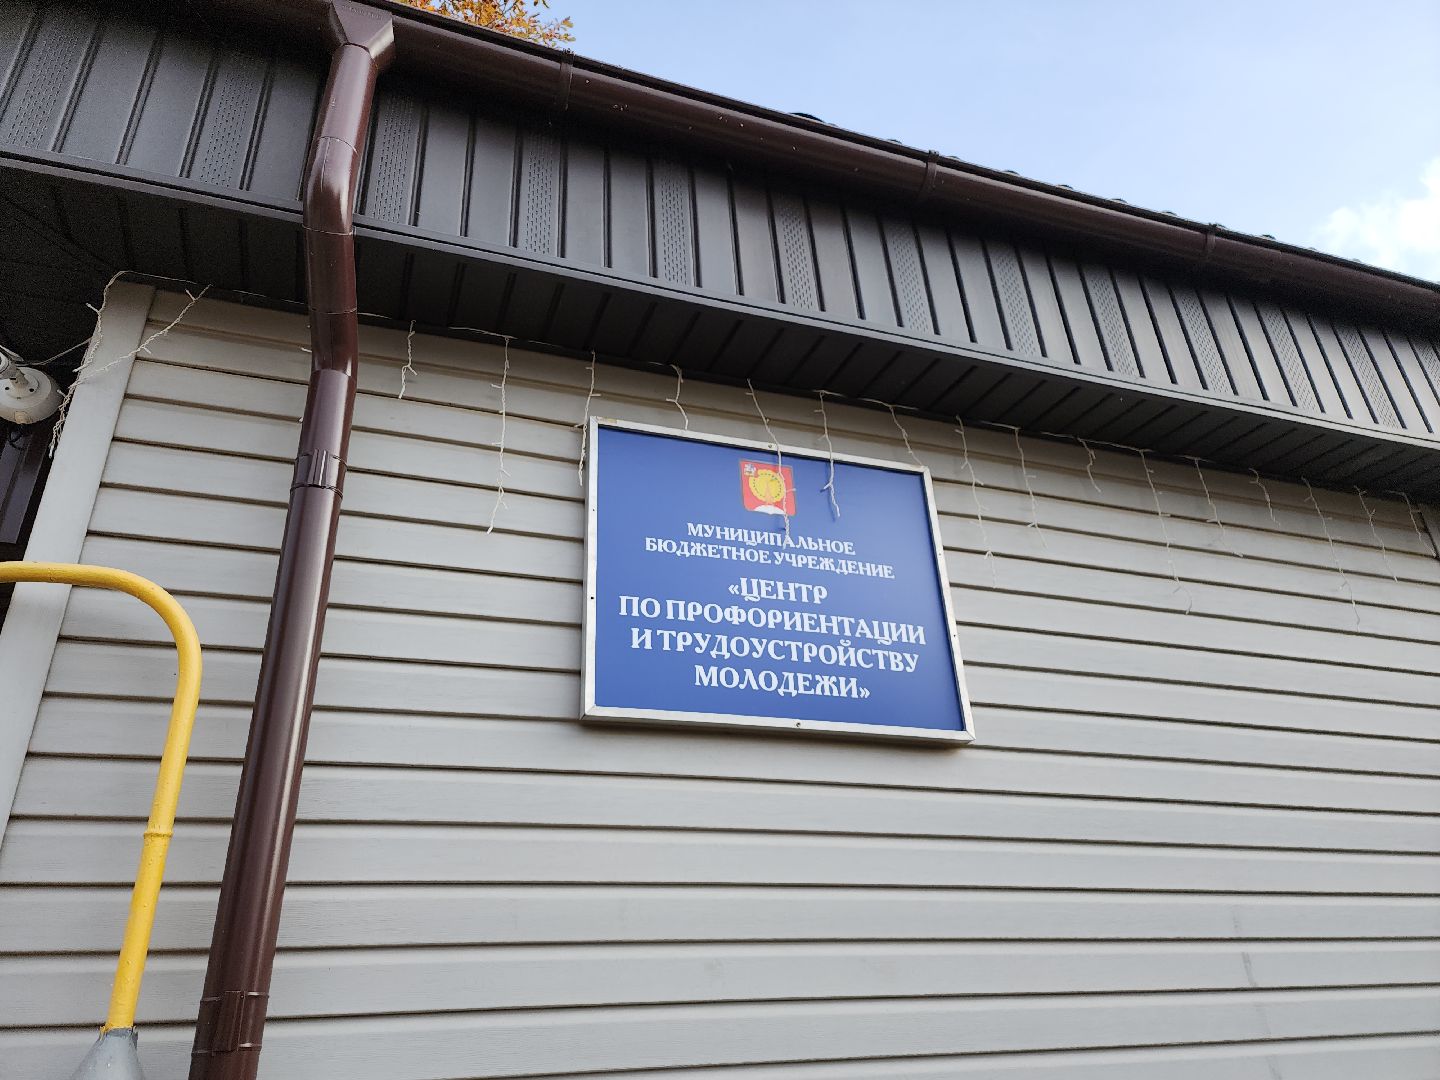 МУНИЦИПАЛЬНОЕ
БЮДЖЕТНОЕ УЧРЕЖДЕНИЕ
«ЦЕНТР
ПО ПРОФОРИЕНТАЦИИ
И ТРУДОУСТРОЙСТВУ
МОЛОДЕЖИ»